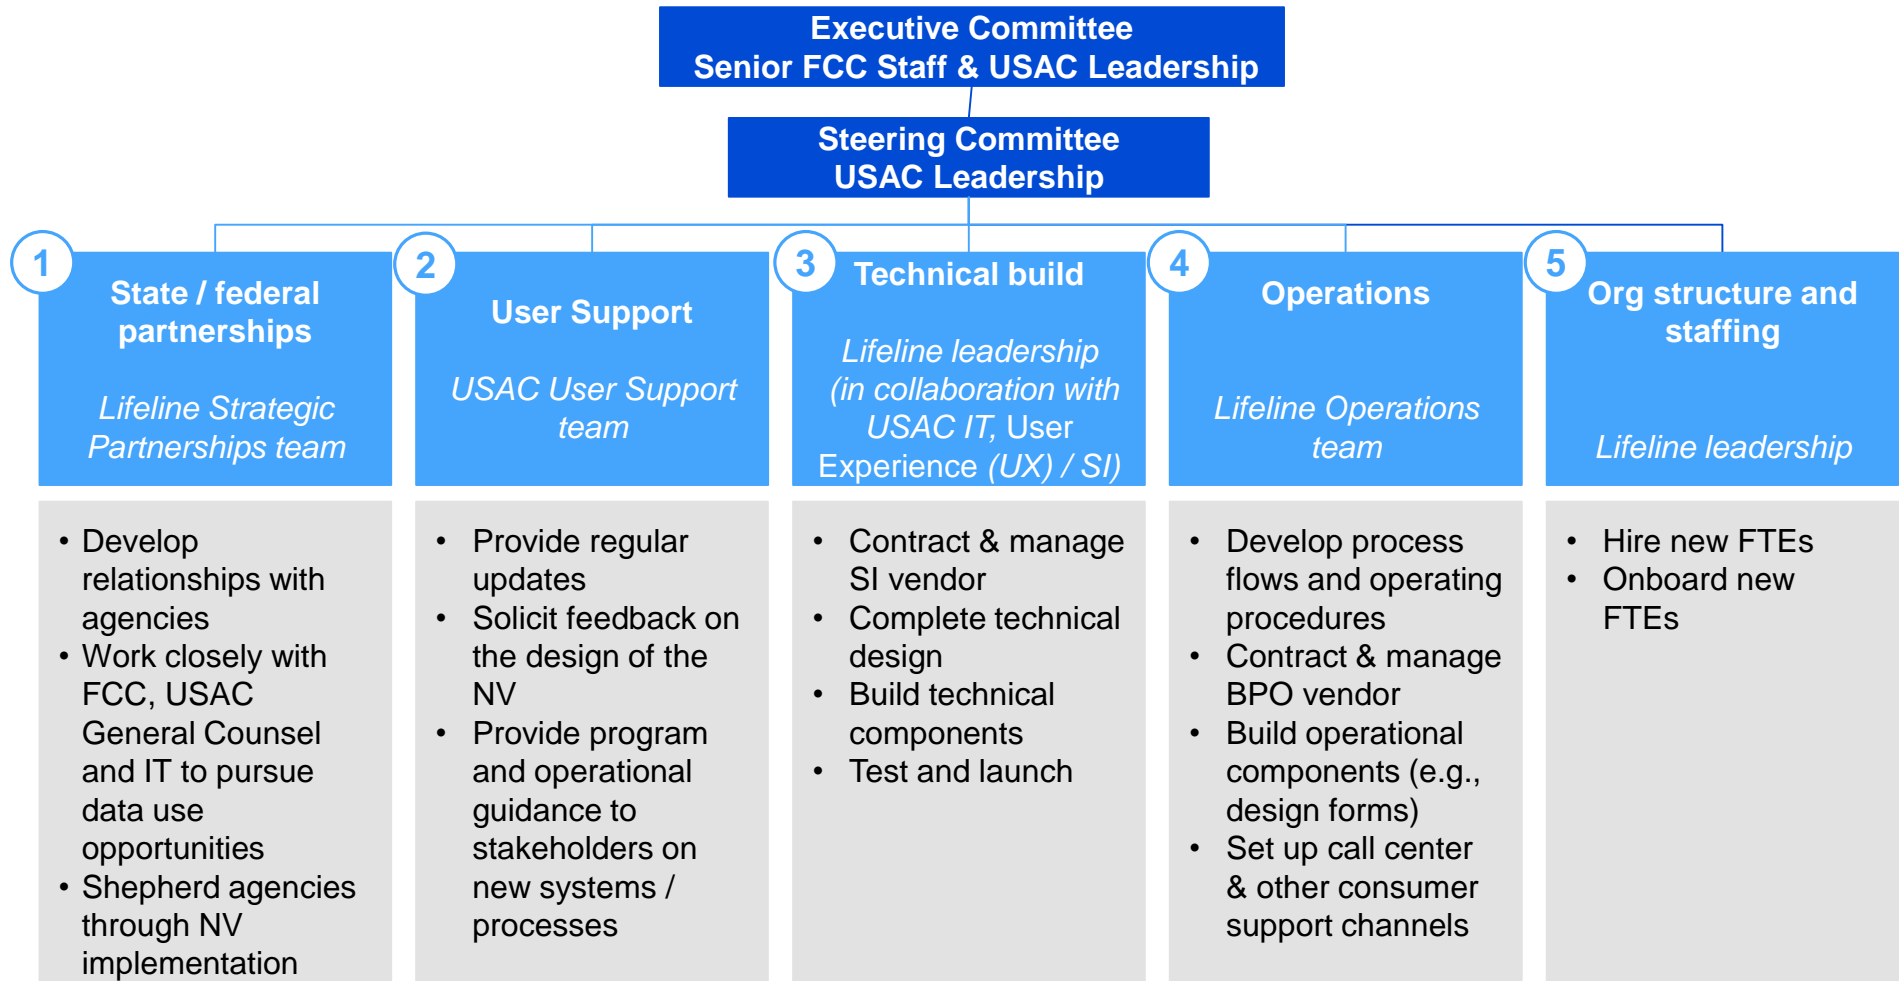 Executive Committee
Senior FCC Staff & USAC Leadership
Steering Committee
USAC Leadership
1
State / federal
partnerships
Lifeline Strategic
Partnerships team
• Develop
relationships with
agencies
• Work closely with
FCC, USAC
General Counsel
and IT to pursue
data use
opportunities
• Shepherd agencies
through NV
implementation
2
User Support
USAC User Support
team
• Provide regular
updates
• Solicit feedback on
the design of the
NV
• Provide program
and operational
guidance to
stakeholders on
new systems /
processes
3
Technical build
Lifeline leadership
(in collaboration with
USAC IT, User
Experience (UX) / SI)
• Contract & manage
SI vendor
• Complete technical
design
• Build technical
components
• Test and launch
4
Operations
Lifeline Operations
team
• Develop process
flows and operating
procedures
• Contract & manage
BPO vendor
• Build operational
components (e.g.,
design forms)
• Set up call center
& other consumer
support channels
5
Org structure and
staffing
Lifeline leadership
• Hire new FTEs
• Onboard new
FTEs